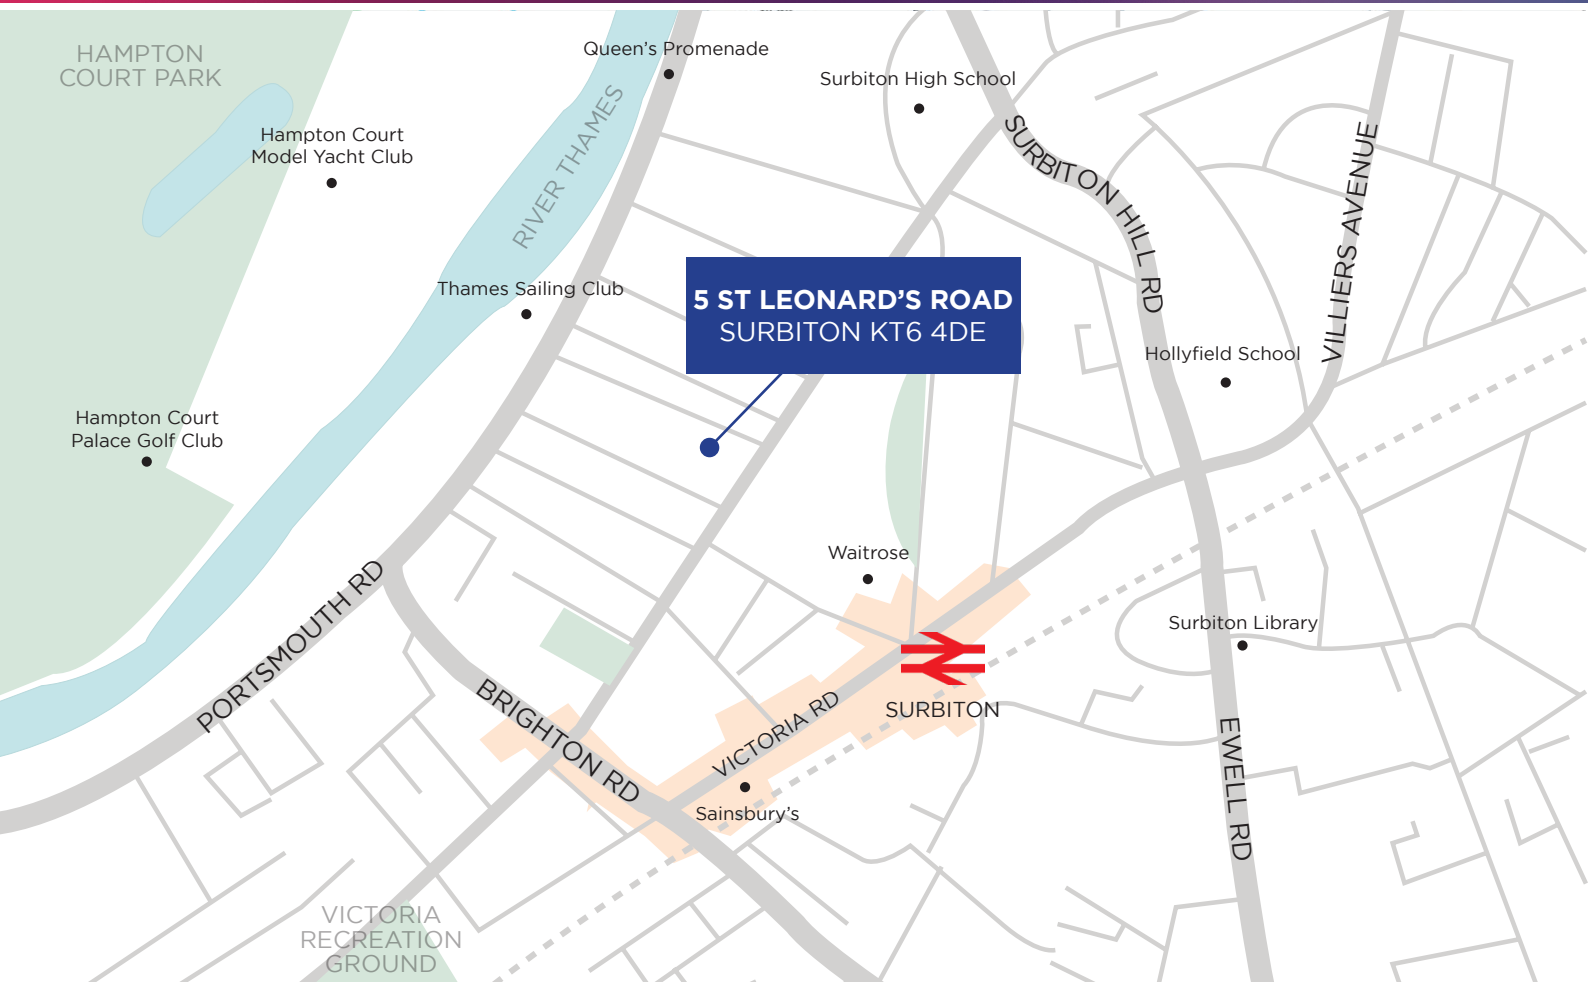 HAMPTON
COURT PARK
Queen's Promenade
Surbiton High School
Hampton Court
Model Yacht Club
RIVER THAMES
SURBITON HILL RD
VILLIERS AVENUE
Thames Sailing Club
5 ST LEONARD'S ROAD
SURBITON KT6 4DE
Hollyfield School
Hampton Court
Palace Golf Club
Waitrose
PORTSMOUTH RD
Surbiton Library
BRIGHTON RD
VICTORIA RD
SURBITON
EWELL RD
Sainsbury's
VICTORIA
RECREATION
GROUND